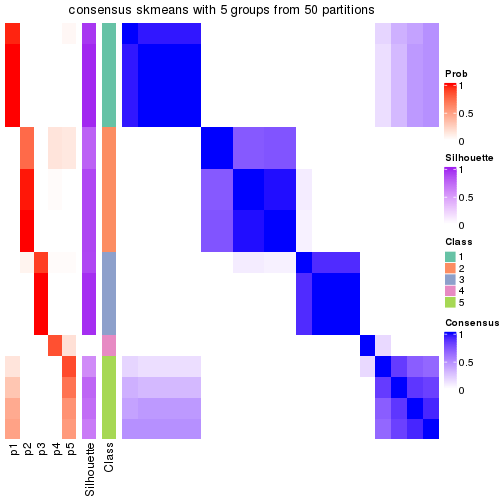 consensus skmeans with 5 groups from 50 partitions
Prob
1
0.5
0
Silhouette
1
0.5
0
Class
1
2
3
4
5
Consensus
1
0.5
0
p1
p2
p3
p4
p5
Silhouette
Class